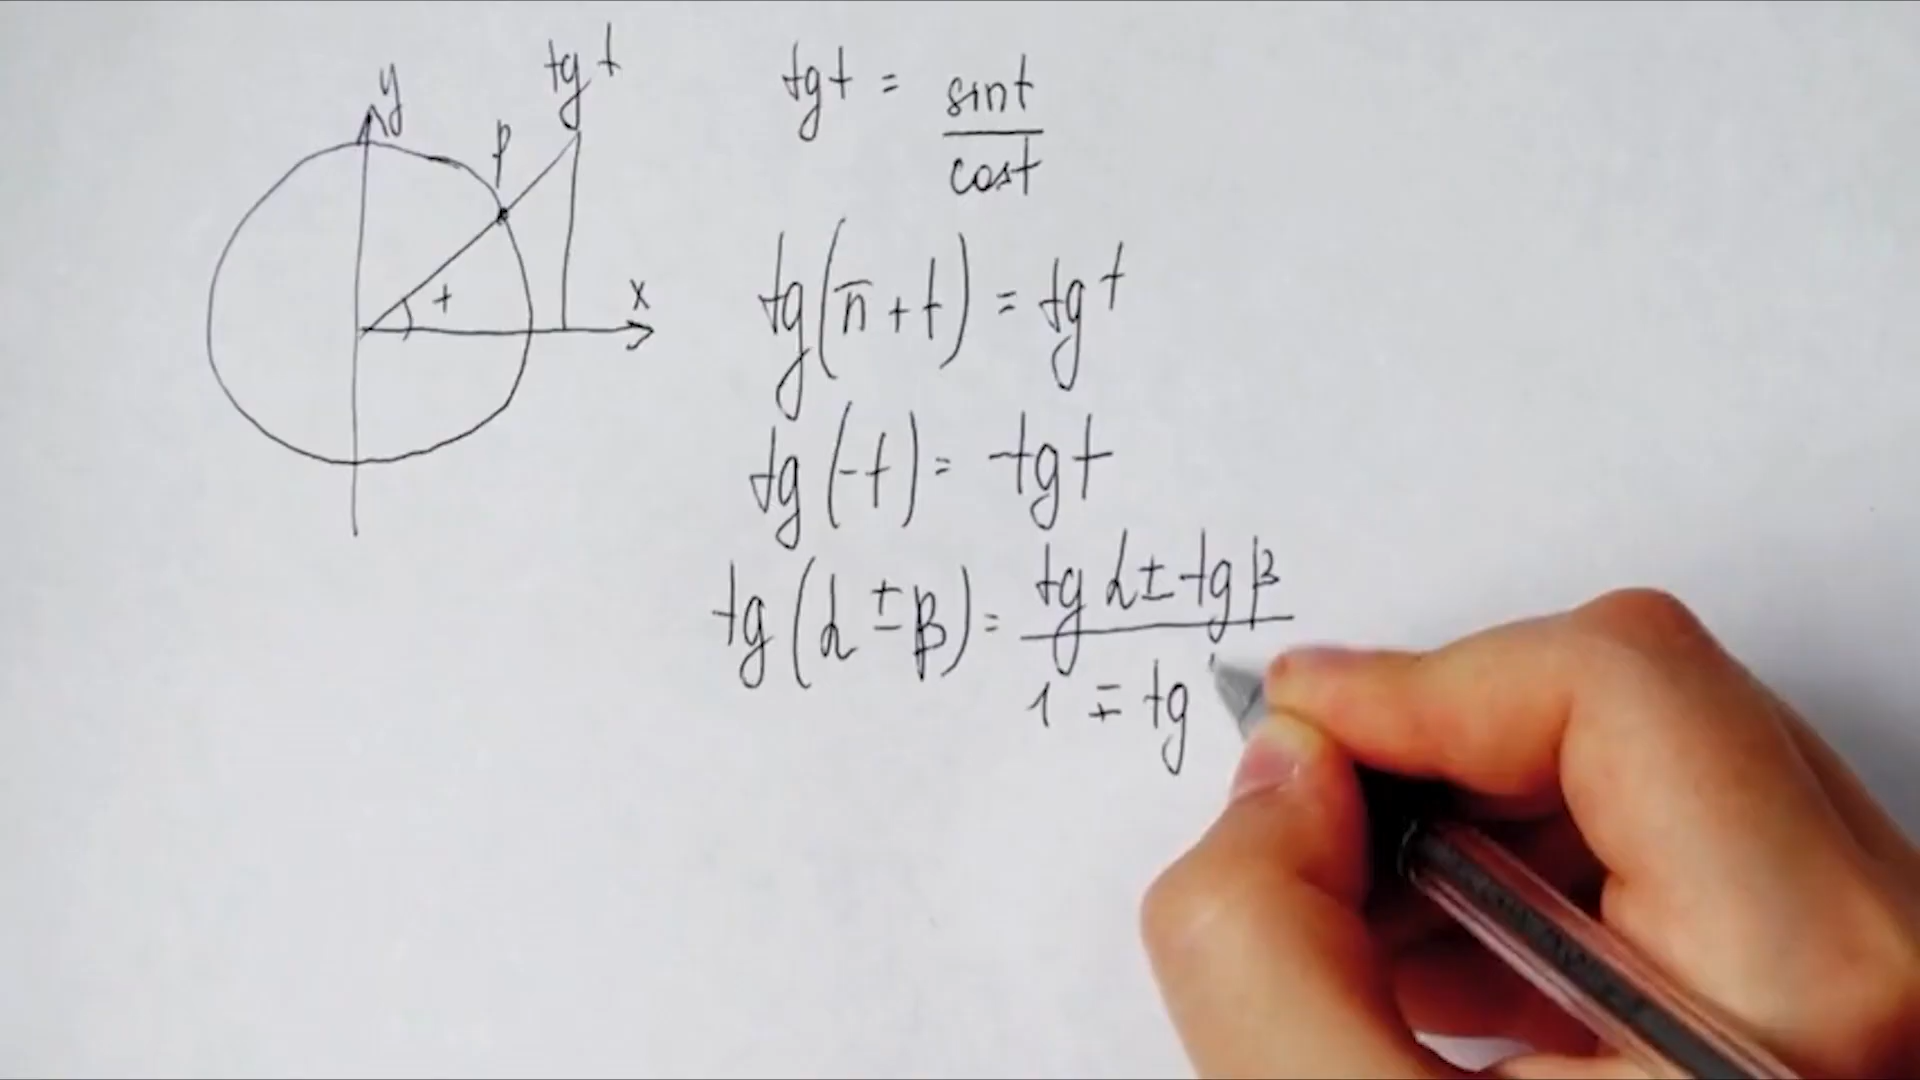 y
P
tg t
t
x
tg t = sin t / cos t
tg(π + t) = tg t
tg(-t) = -tg t
tg(α ± β) = tg α ± tg β / 1 ∓ tg